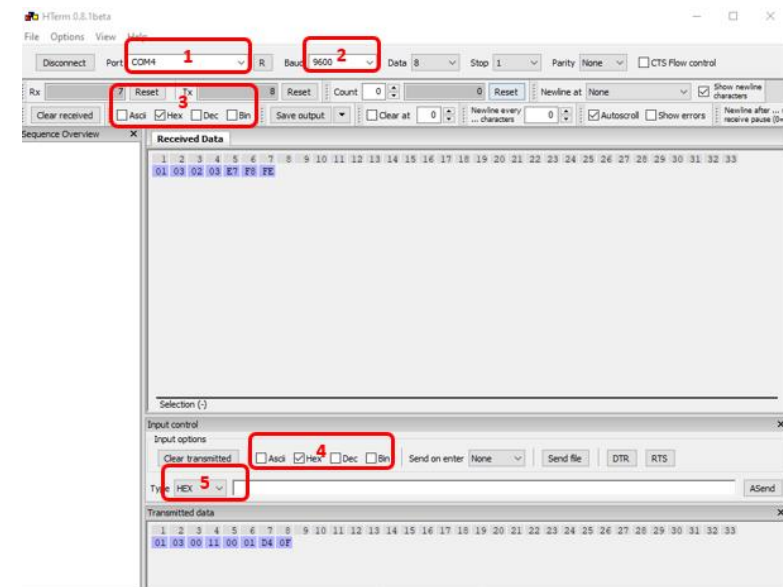 HTerm 0.8.1beta
File Options View Help
Disconnect Port COM4 1 R Baud 9600 2 Data 8 Stop 1 Parity None CTS Flow control
Rx 7 Reset Tx 8 Reset Count 0 0 Reset Newline at None Show newline characters
3
Clear received Ascii Hex Dec Bin Save output Clear at 0 Newline every ... characters 0 Autoscroll Show errors Newline after ... receive pause (0=
Sequence Overview X Received Data
1 2 3 4 5 6 7 8 9 10 11 12 13 14 15 16 17 18 19 20 21 22 23 24 25 26 27 28 29 30 31 32 33
01 03 02 03 E7 F8 FE
Selection (-)
Input control X
Input options
Clear transmitted Ascii Hex 4 Dec Bin Send on enter None Send file DTR RTS
Type HEX 5 ASend
Transmitted data X
1 2 3 4 5 6 7 8 9 10 11 12 13 14 15 16 17 18 19 20 21 22 23 24 25 26 27 28 29 30 31 32 33
01 03 00 11 00 01 D4 0F